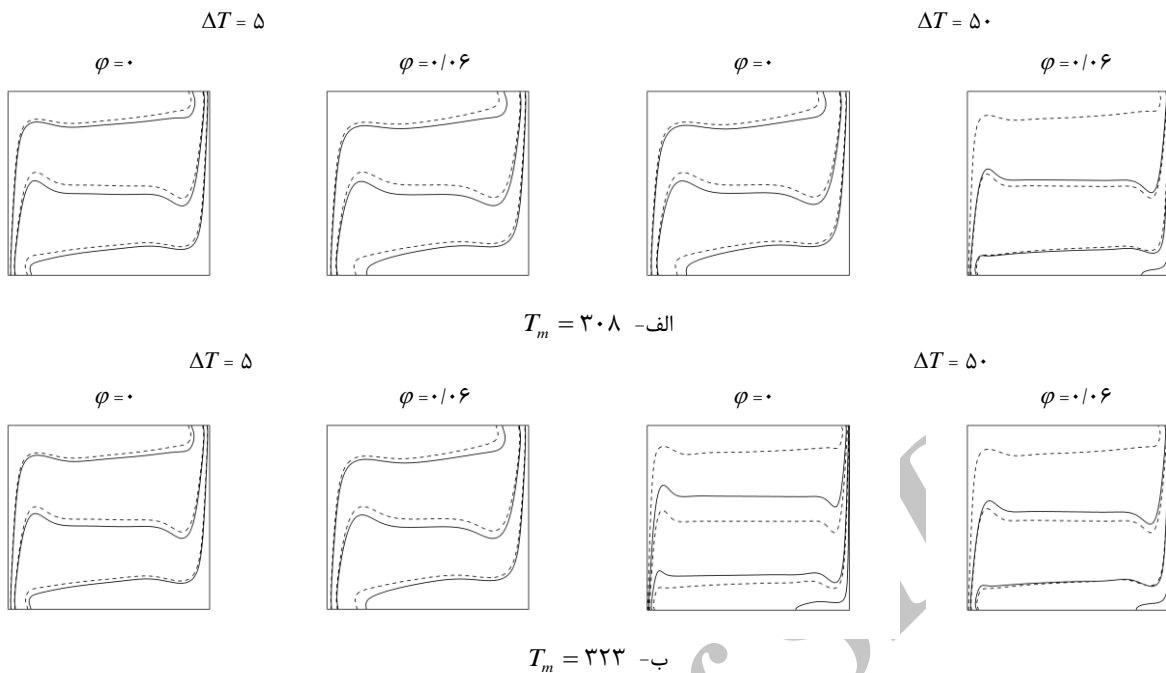 ΔT = ۵ ΔT = ۵۰
φ = ۰ φ = ۰/۰۶ φ = ۰ φ = ۰/۰۶
الف- T_m = ۳۰۸
ΔT = ۵ ΔT = ۵۰
φ = ۰ φ = ۰/۰۶ φ = ۰ φ = ۰/۰۶
ب- T_m = ۳۲۳